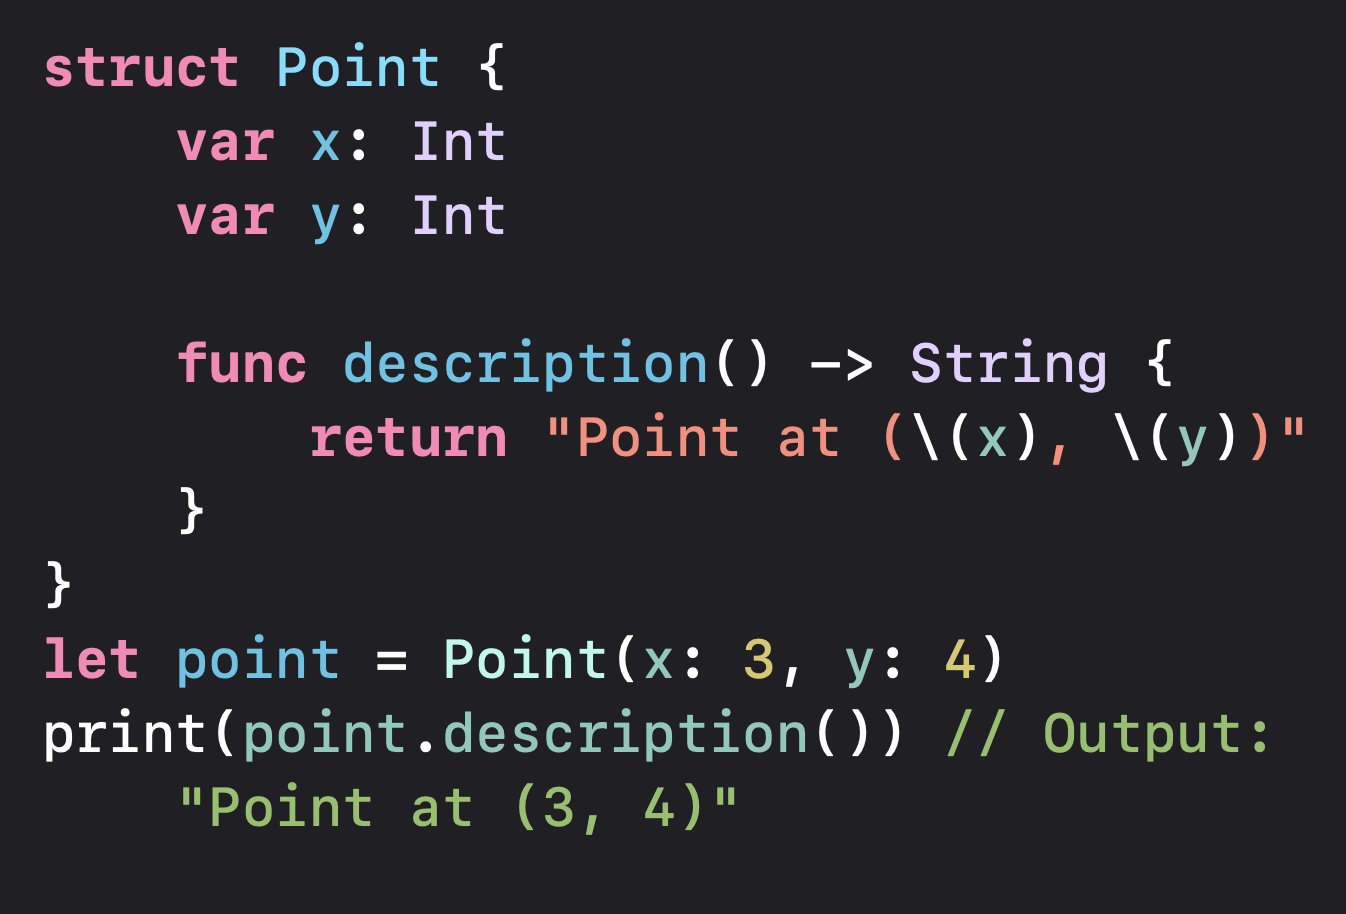 struct Point {
    var x: Int
    var y: Int

    func description() -> String {
        return "Point at (\(x), \(y))"
    }
}
let point = Point(x: 3, y: 4)
print(point.description()) // Output:
    "Point at (3, 4)"